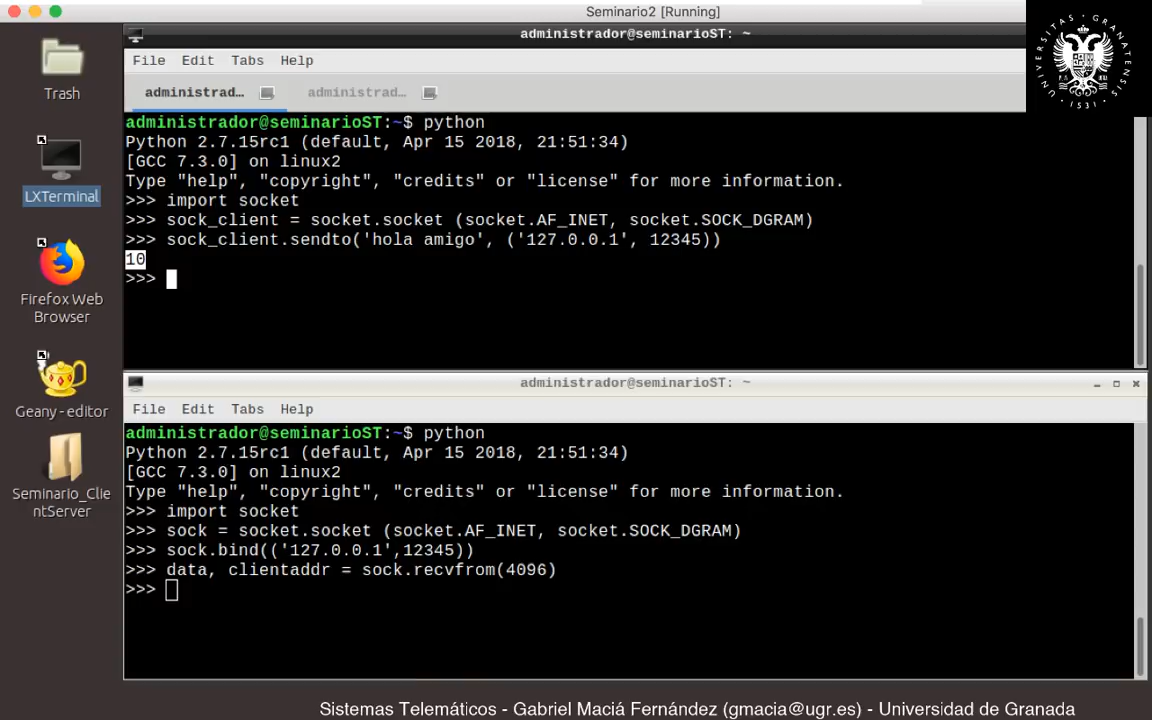 Seminario2 [Running]
administrador@seminarioST: ~
File Edit Tabs Help
administrad... administrad...
administrador@seminarioST:~$ python
Python 2.7.15rc1 (default, Apr 15 2018, 21:51:34)
[GCC 7.3.0] on linux2
Type "help", "copyright", "credits" or "license" for more information.
>>> import socket
>>> sock_client = socket.socket (socket.AF_INET, socket.SOCK_DGRAM)
>>> sock_client.sendto('hola amigo', ('127.0.0.1', 12345))
10
>>>
administrador@seminarioST: ~
File Edit Tabs Help
administrador@seminarioST:~$ python
Python 2.7.15rc1 (default, Apr 15 2018, 21:51:34)
[GCC 7.3.0] on linux2
Type "help", "copyright", "credits" or "license" for more information.
>>> import socket
>>> sock = socket.socket (socket.AF_INET, socket.SOCK_DGRAM)
>>> sock.bind(('127.0.0.1',12345))
>>> data, clientaddr = sock.recvfrom(4096)
>>>
Trash
LXTerminal
Firefox Web
Browser
Geany - editor
Seminario_Clie
ntServer
UNIVERSITAS · GRANATENSIS · 1531 ·
Sistemas Telemáticos - Gabriel Maciá Fernández (gmacia@ugr.es) - Universidad de Granada